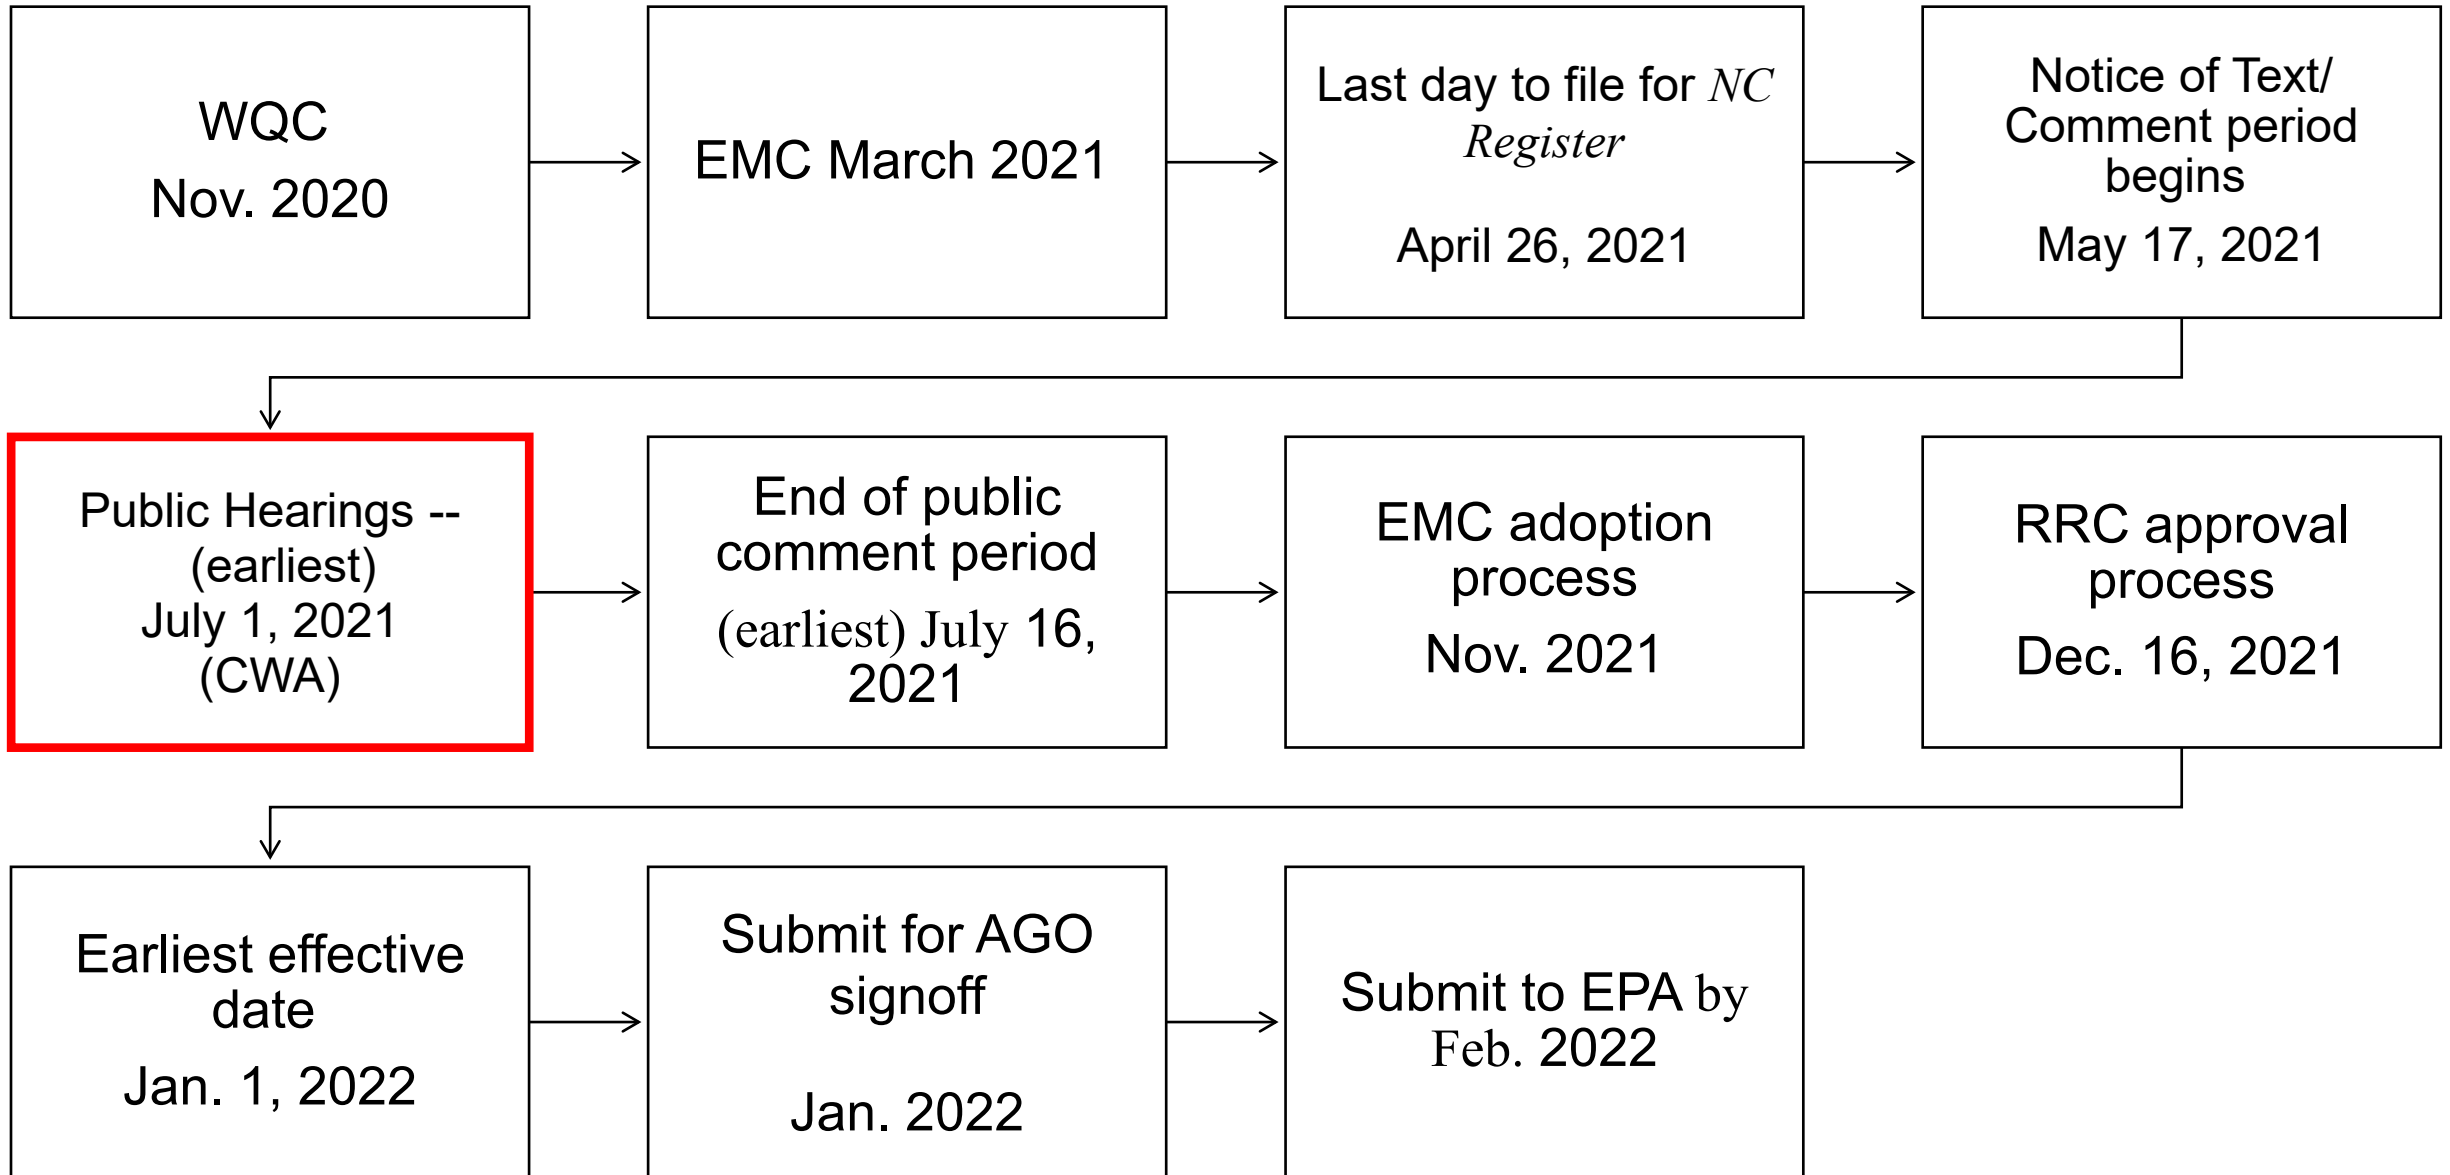 WQC
Nov. 2020
EMC March 2021
Last day to file for NC
Register
April 26, 2021
Notice of Text/
Comment period
begins
May 17, 2021
Public Hearings --
(earliest)
July 1, 2021
(CWA)
End of public
comment period
(earliest) July 16,
2021
EMC adoption
process
Nov. 2021
RRC approval
process
Dec. 16, 2021
Earliest effective
date
Jan. 1, 2022
Submit for AGO
signoff
Jan. 2022
Submit to EPA by
Feb. 2022